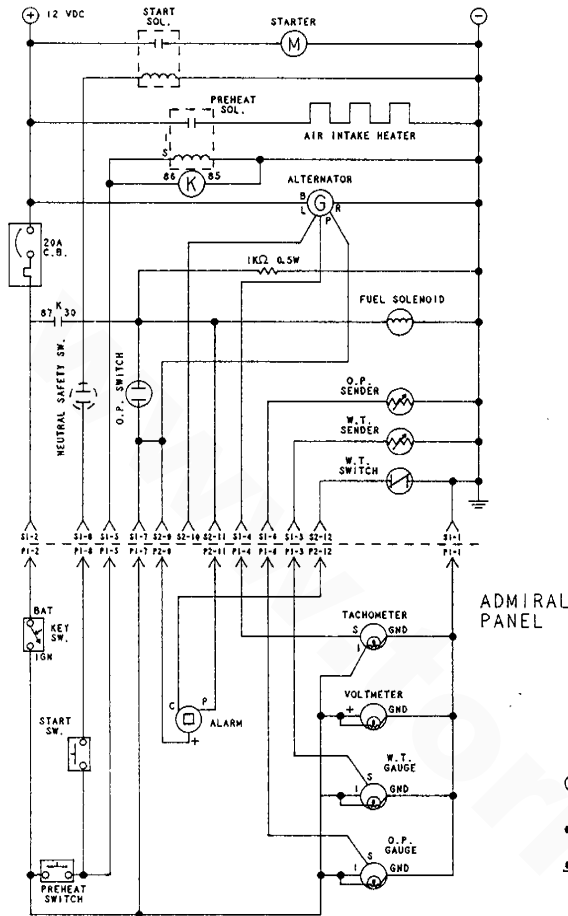 + 12 VDC
−
START
SOL.
STARTER
M
PREHEAT
SOL.
AIR INTAKE HEATER
S
86 85
K
ALTERNATOR
B
G
R
L
P
20A
C.B.
1KΩ 0.5W
FUEL SOLENOID
K
87 30
NEUTRAL SAFETY SW.
O.P. SWITCH
O.P.
SENDER
W.T.
SENDER
W.T.
SWITCH
S1-2 S1-8 S1-5 S1-7 S2-9 S2-10 S2-11 S1-4 S1-6 S1-3 S2-12 S1-1
P1-2 P1-8 P1-5 P1-7 P2-9 P2-11 P1-4 P1-6 P1-3 P2-12 P1-1
ADMIRAL
PANEL
BAT
KEY
SW.
IGN
TACHOMETER
S GND
I
VOLTMETER
+ GND
C P
ALARM
+
START
SW.
W.T.
GAUGE
S
I GND
O.P.
GAUGE
S
I GND
PREHEAT
SWITCH